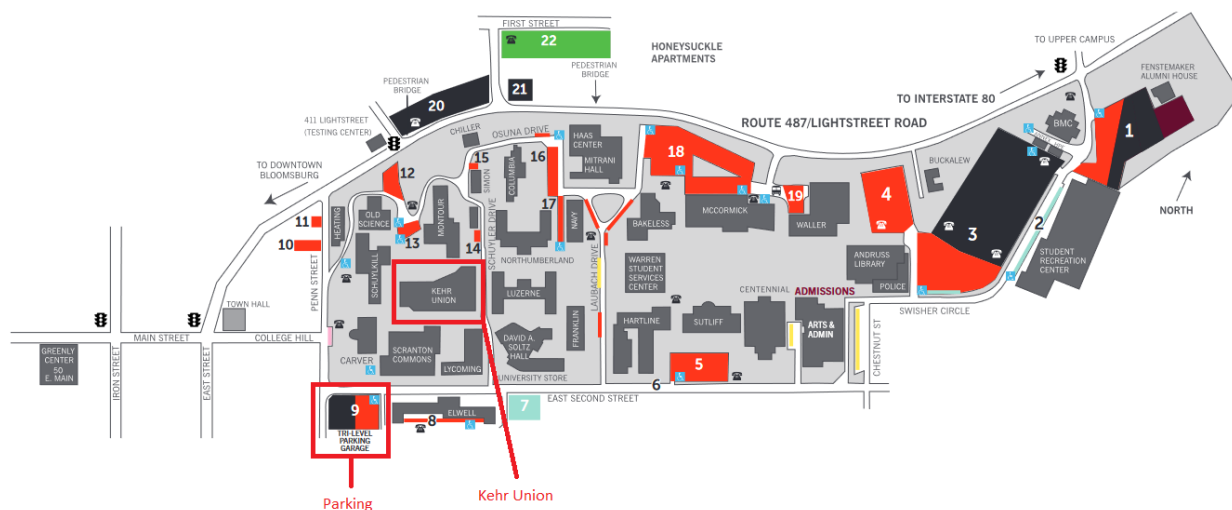 FIRST STREET
22
HONEYSUCKLE
APARTMENTS
TO UPPER CAMPUS
PEDESTRIAN
BRIDGE
PEDESTRIAN
BRIDGE
21
20
TO INTERSTATE 80
FENSTEMAKER
ALUMNI HOUSE
411 LIGHTSTREET
(TESTING CENTER)
CHILLER
OSUNA DRIVE
ROUTE 487/LIGHTSTREET ROAD
BMC
1
HAAS
CENTER
MITRANI
HALL
TO DOWNTOWN
BLOOMSBURG
12
15
16
COLUMBIA
SIMON
18
BUCKALEW
4
19
NORTH
11
10
HEATING
OLD
SCIENCE
13
MONTOUR
14
SCHUYLER DRIVE
17
NAVY
BAKELESS
MCCORMICK
WALLER
3
2
STUDENT
RECREATION
CENTER
PENN STREET
SCHUYLKILL
NORTHUMBERLAND
LAUBACH DRIVE
WARREN
STUDENT
SERVICES
CENTER
ANDRUSS
LIBRARY
POLICE
KEHR
UNION
LUZERNE
CENTENNIAL
ADMISSIONS
SWISHER CIRCLE
TOWN HALL
MAIN STREET
COLLEGE HILL
CARVER
SCRANTON
COMMONS
LYCOMING
DAVID A.
SOLTZ
HALL
FRANKLIN
HARTLINE
SUTLIFF
ARTS &
ADMIN
CHESTNUT ST
GREENLY
CENTER
50
E. MAIN
IRON STREET
EAST STREET
UNIVERSITY STORE
5
6
EAST SECOND STREET
9
TRI-LEVEL
PARKING
GARAGE
8
ELWELL
7
Parking
Kehr Union